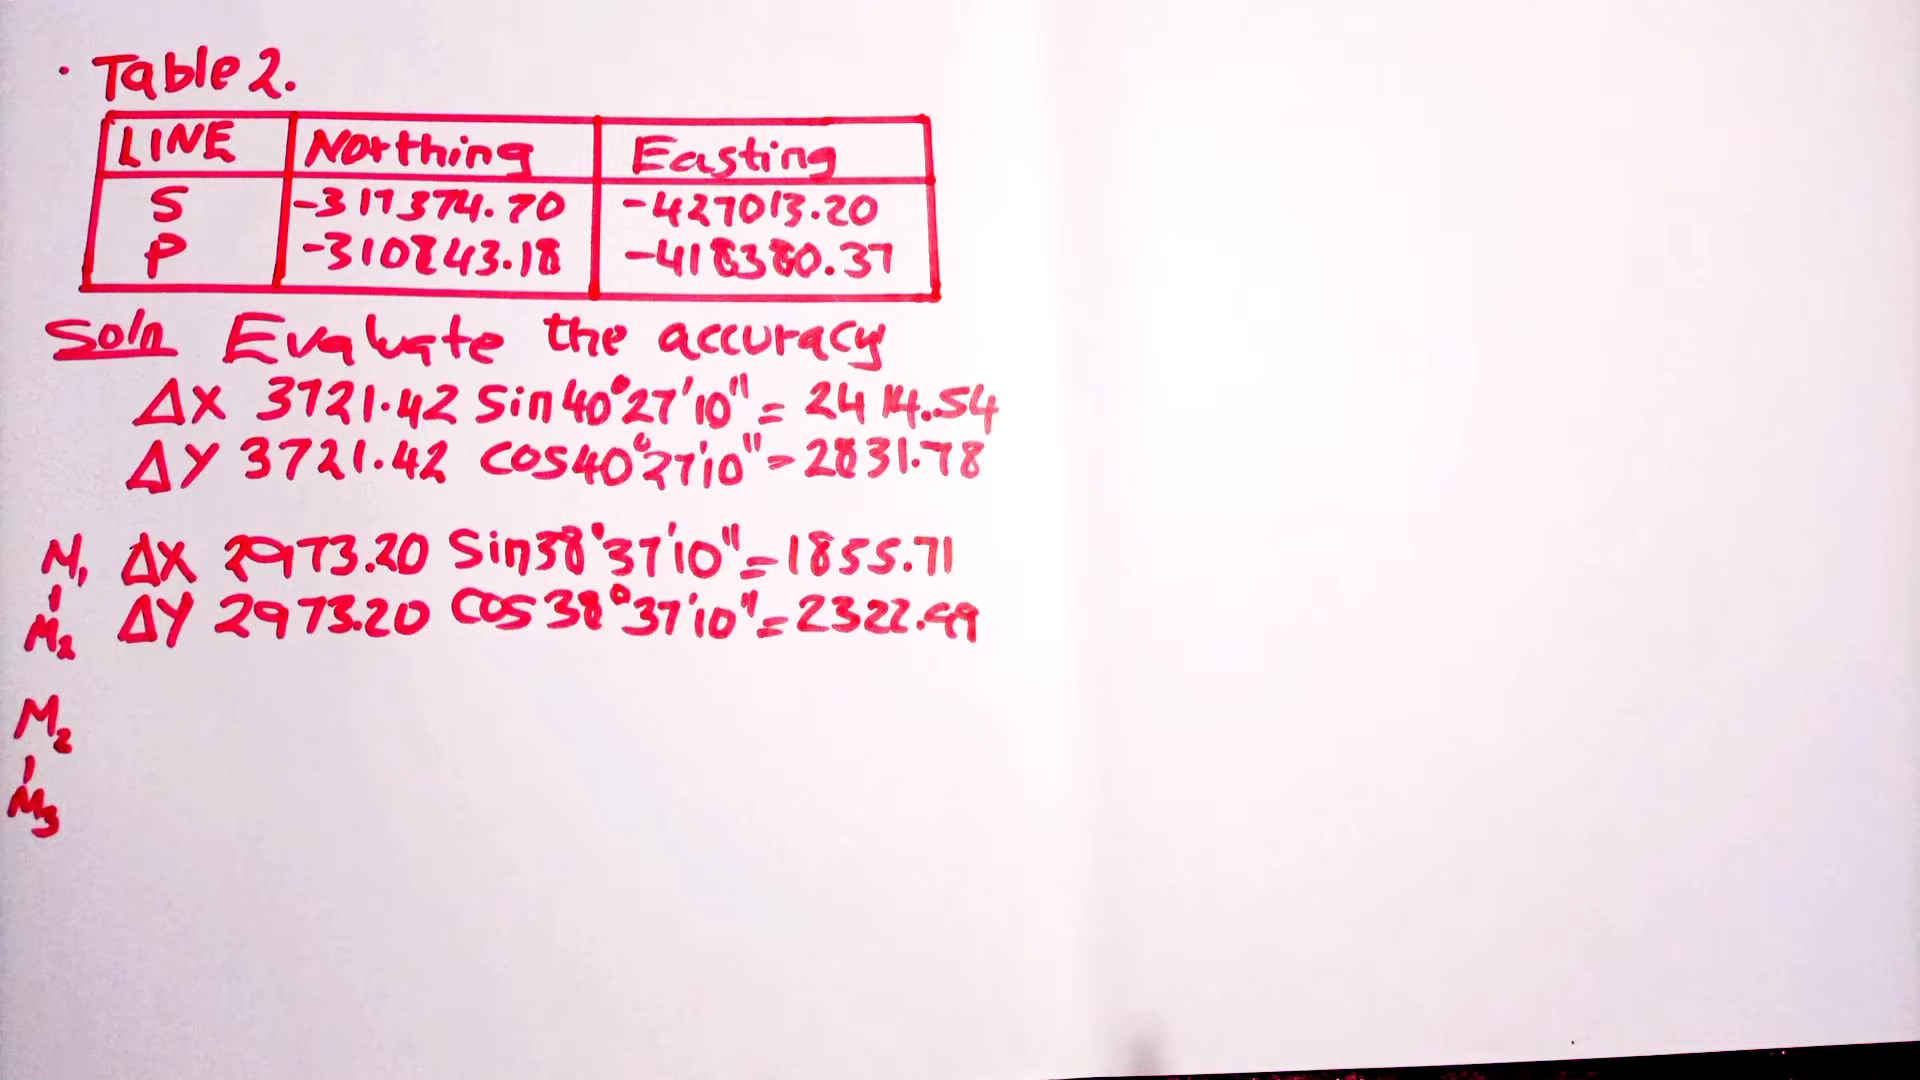 · Table 2.
LINE Northing Easting
S -317374.70 -427013.20
P -310843.18 -418380.37
Soln Evaluate the accuracy
ΔX 3721.42 Sin 40°27'10" = 2414.54
ΔY 3721.42 cos 40°27'10" = 2831.78
M1 ΔX 2973.20 Sin 38°37'10" = 1855.71
M2 ΔY 2973.20 cos 38°37'10" = 2322.99
M2
M3